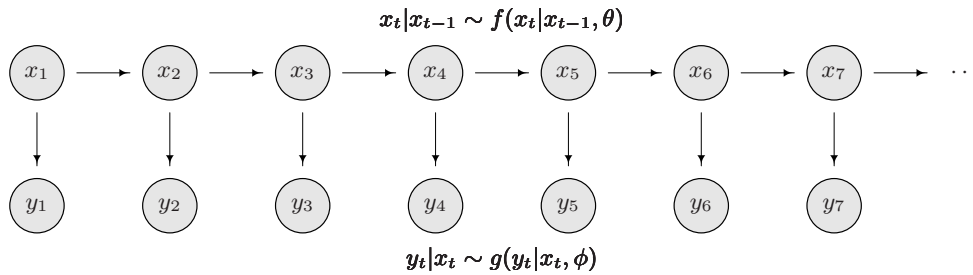 x_t|x_{t−1} ∼ f(x_t|x_{t−1}, θ)
x_1 x_2 x_3 x_4 x_5 x_6 x_7 ··
y_1 y_2 y_3 y_4 y_5 y_6 y_7
y_t|x_t ∼ g(y_t|x_t, ϕ)